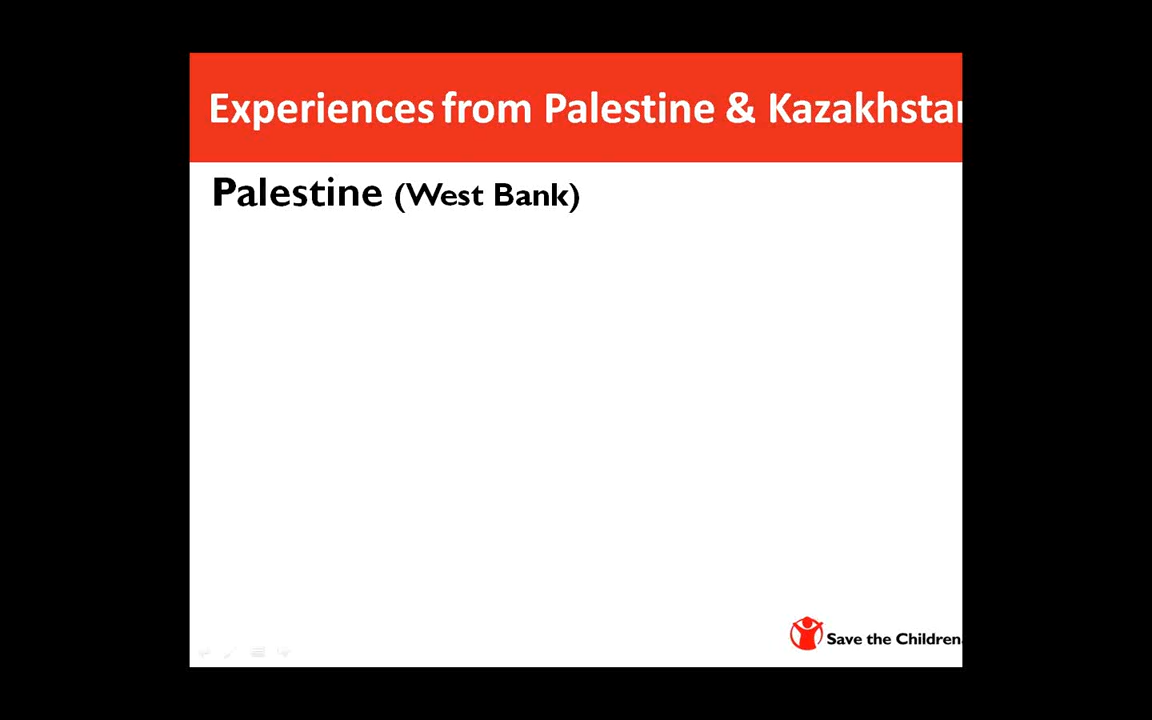 Experiences from Palestine & Kazakhstan
Palestine (West Bank)
Save the Children